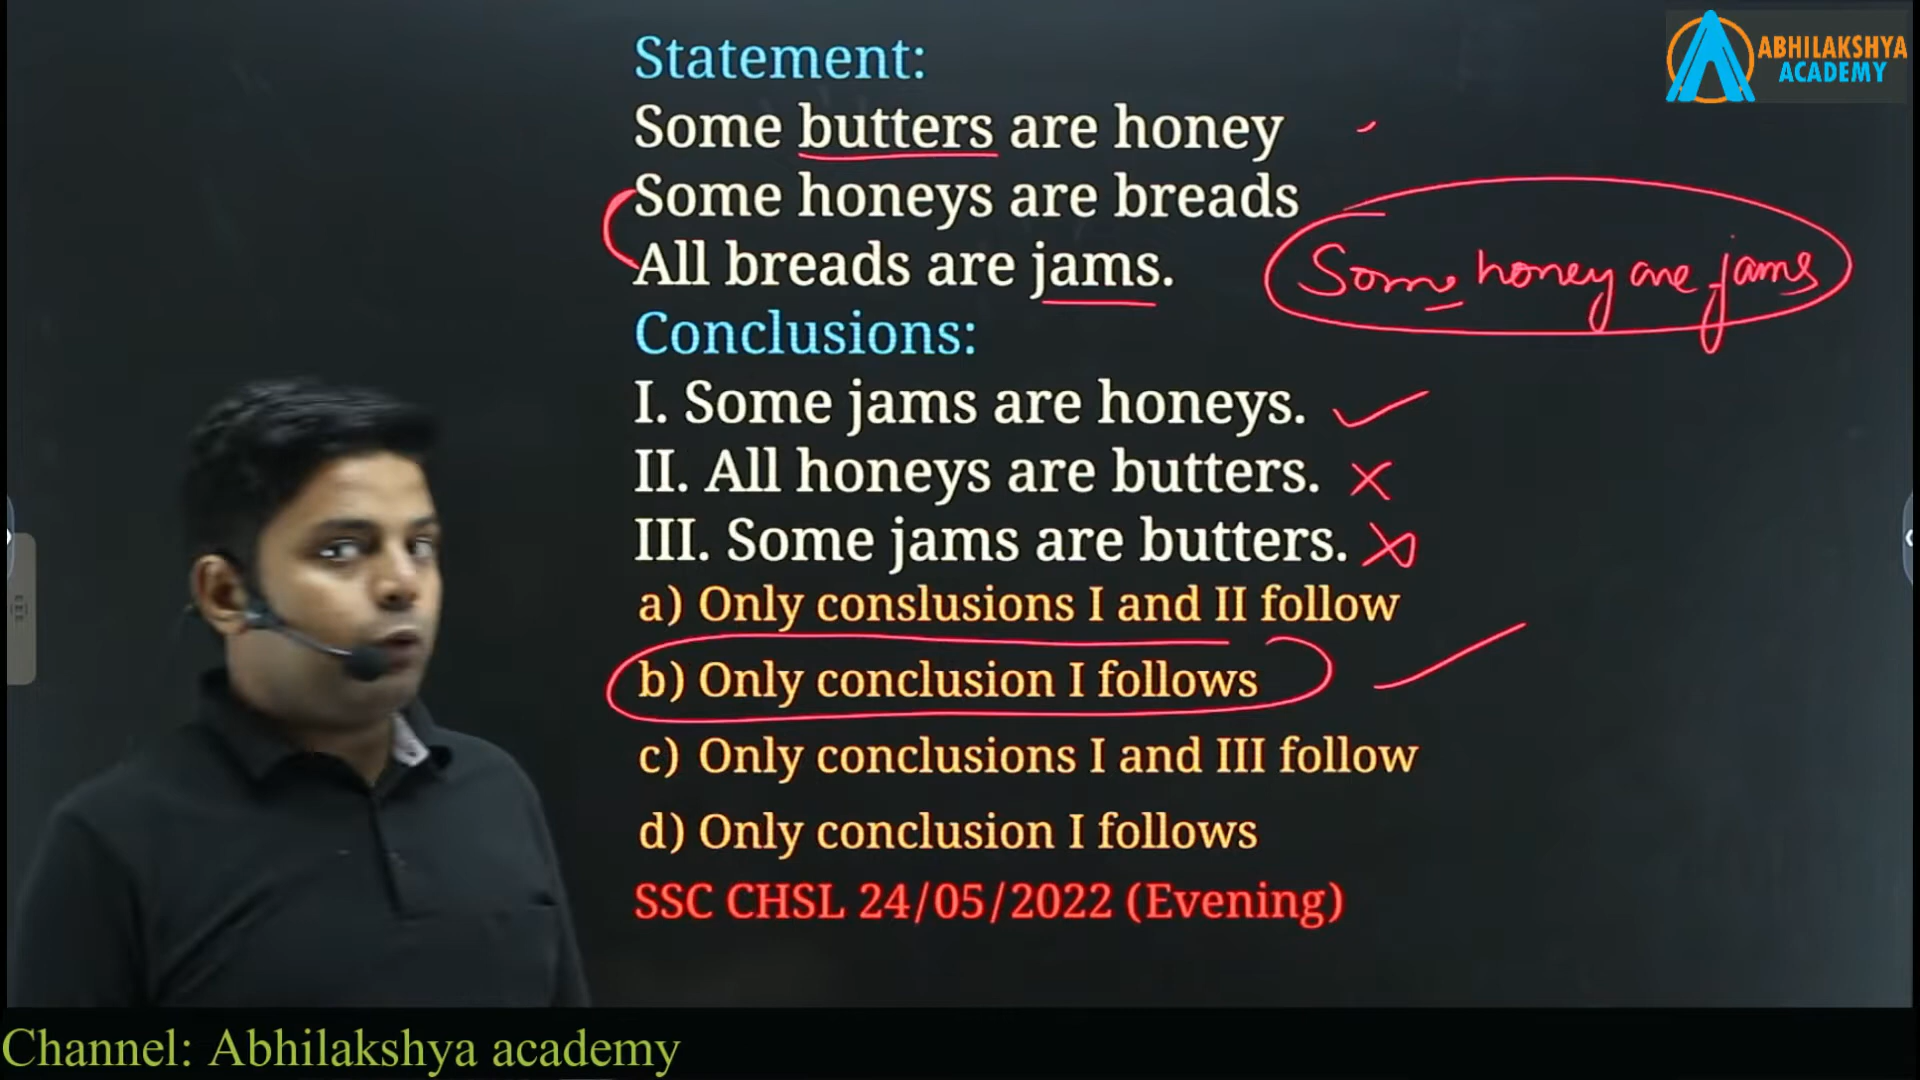 ABHILAKSHYA
ACADEMY
Statement:
Some butters are honey
Some honeys are breads
All breads are jams.
Some honey are jams
Conclusions:
I. Some jams are honeys.
II. All honeys are butters.
III. Some jams are butters.
a) Only conslusions I and II follow
b) Only conclusion I follows
c) Only conclusions I and III follow
d) Only conclusion I follows
SSC CHSL 24/05/2022 (Evening)
Channel: Abhilakshya academy